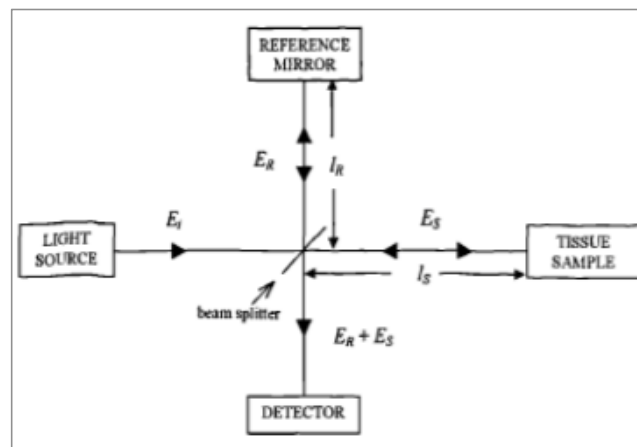 REFERENCE
MIRROR
E_R
l_R
E_i
E_S
LIGHT
SOURCE
TISSUE
SAMPLE
l_S
beam splitter
E_R + E_S
DETECTOR